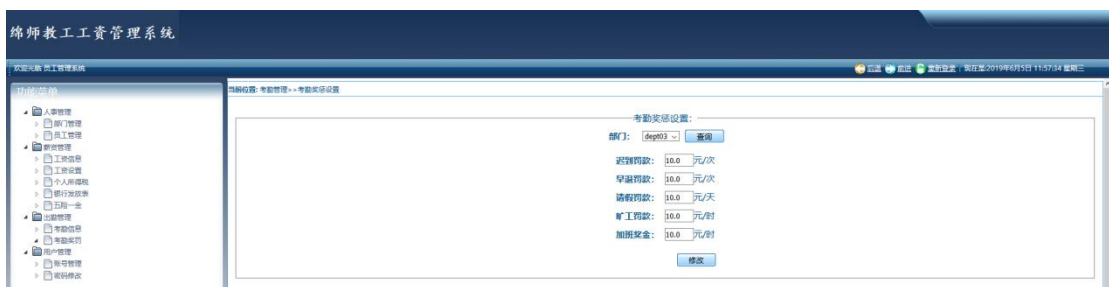 绵师教工工资管理系统
欢迎光临 员工管理系统
后退 前进 重新登录 : 现在是:2019年6月5日 11:57:34 星期三
功能菜单
当前位置: 考勤管理>>考勤奖惩设置
人事管理
部门管理
员工管理
薪资管理
工资信息
工资设置
个人所得税
银行发放表
五险一金
出勤管理
考勤信息
考勤奖罚
用户管理
账号管理
密码修改
考勤奖惩设置:
部门: dept03 查询
迟到罚款: 10.0 元/次
早退罚款: 10.0 元/次
请假罚款: 10.0 元/天
旷工罚款: 10.0 元/时
加班奖金: 10.0 元/时
修改